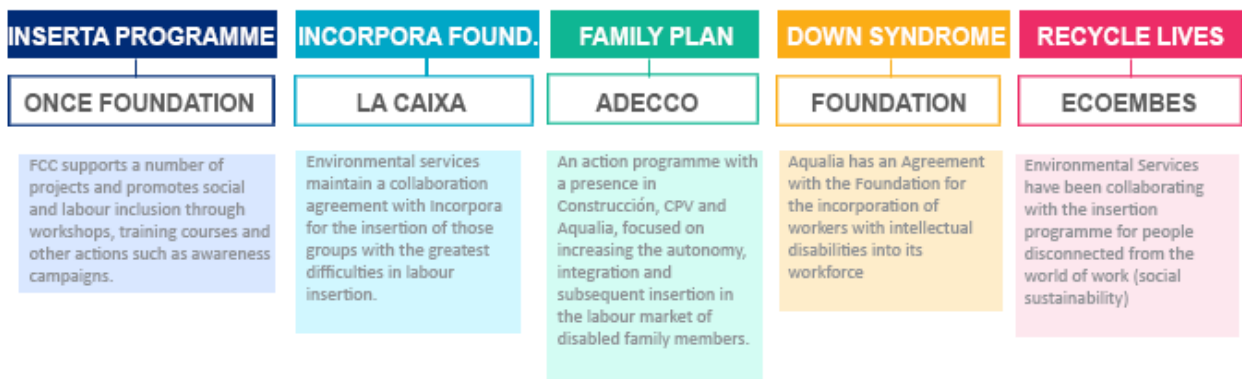 INSERTA PROGRAMME
ONCE FOUNDATION
FCC supports a number of
projects and promotes social
and labour inclusion through
workshops, training courses and
other actions such as awareness
campaigns.
INCORPORA FOUND.
LA CAIXA
Environmental services
maintain a collaboration
agreement with Incorpora
for the insertion of those
groups with the greatest
difficulties in labour
insertion.
FAMILY PLAN
ADECCO
An action programme with
a presence in
Construcción, CPV and
Aqualia, focused on
increasing the autonomy,
integration and
subsequent insertion in
the labour market of
disabled family members.
DOWN SYNDROME
FOUNDATION
Aqualia has an Agreement
with the Foundation for
the incorporation of
workers with intellectual
disabilities into its
workforce
RECYCLE LIVES
ECOEMBES
Environmental Services
have been collaborating
with the insertion
programme for people
disconnected from the
world of work (social
sustainability)